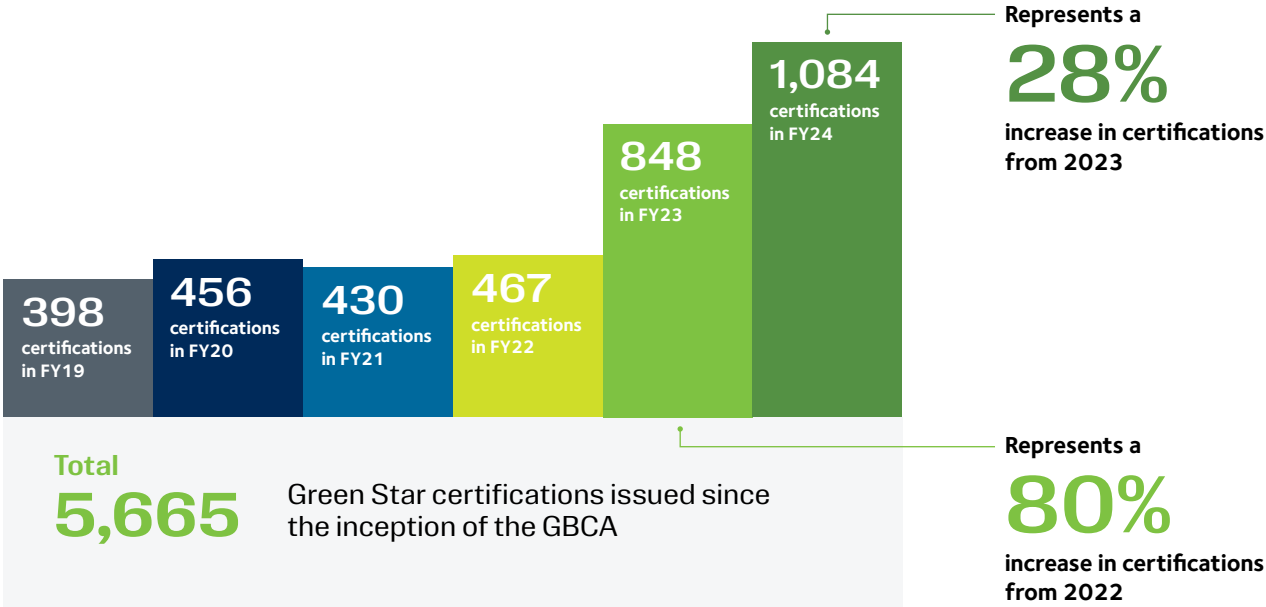 398
certifications
in FY19
456
certifications
in FY20
430
certifications
in FY21
467
certifications
in FY22
848
certifications
in FY23
1,084
certifications
in FY24
Represents a
28%
increase in certifications
from 2023
Total
5,665
Green Star certifications issued since
the inception of the GBCA
Represents a
80%
increase in certifications
from 2022